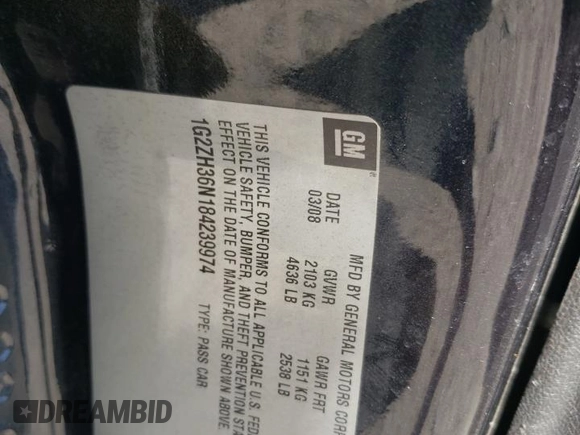 GM
MFD BY GENERAL MOTORS CORP
DATE GVWR GAWR FRT
03/08 2103 KG 1151 KG
4636 LB 2538 LB
THIS VEHICLE CONFORMS TO ALL APPLICABLE U.S. FED
VEHICLE SAFETY, BUMPER, AND THEFT PREVENTION STA
EFFECT ON THE DATE OF MANUFACTURE SHOWN ABOVE.
1G2ZH36N184239974 TYPE: PASS CAR
DREAMBID